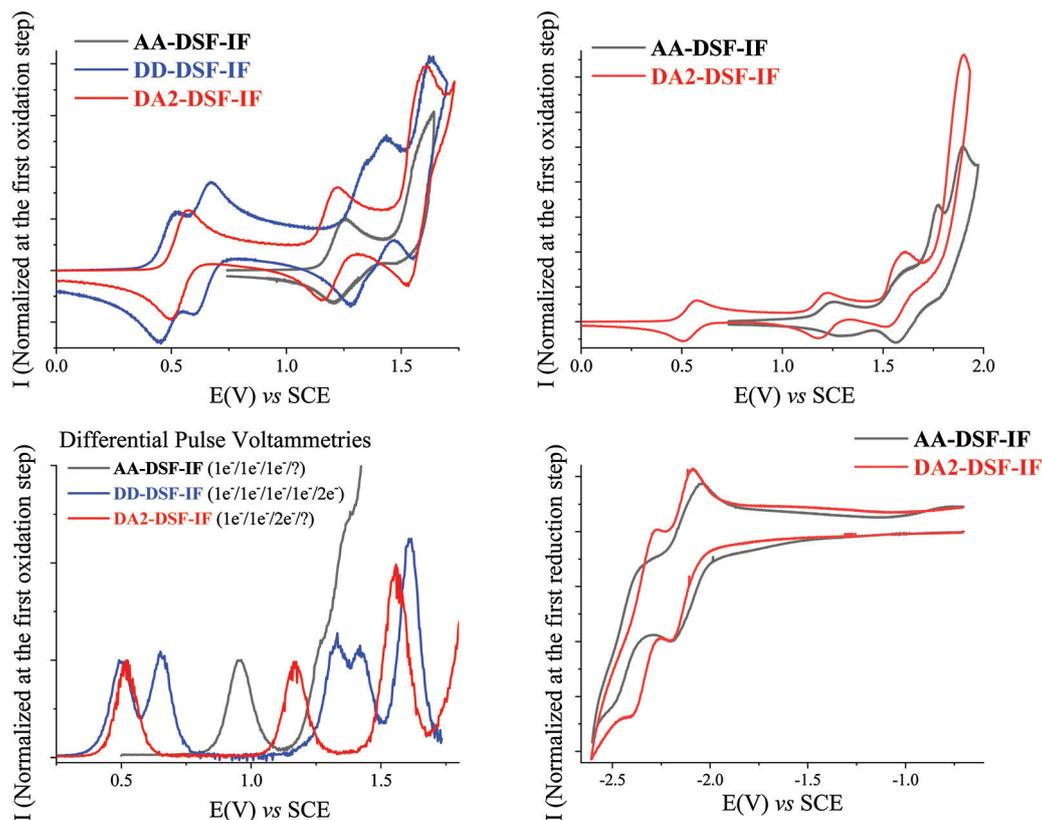 AA-DSF-IF
DD-DSF-IF
DA2-DSF-IF
I (Normalized at the first oxidation step)
0.0 0.5 1.0 1.5
E(V) vs SCE
AA-DSF-IF
DA2-DSF-IF
I (Normalized at the first oxidation step)
0.0 0.5 1.0 1.5 2.0
E(V) vs SCE
Differential Pulse Voltammetries
AA-DSF-IF (1e⁻/1e⁻/1e⁻/?)
DD-DSF-IF (1e⁻/1e⁻/1e⁻/1e⁻/2e⁻)
DA2-DSF-IF (1e⁻/1e⁻/2e⁻/?)
I (Normalized at the first oxidation step)
0.5 1.0 1.5
E(V) vs SCE
AA-DSF-IF
DA2-DSF-IF
I (Normalized at the first reduction step)
-2.5 -2.0 -1.5 -1.0
E(V) vs SCE